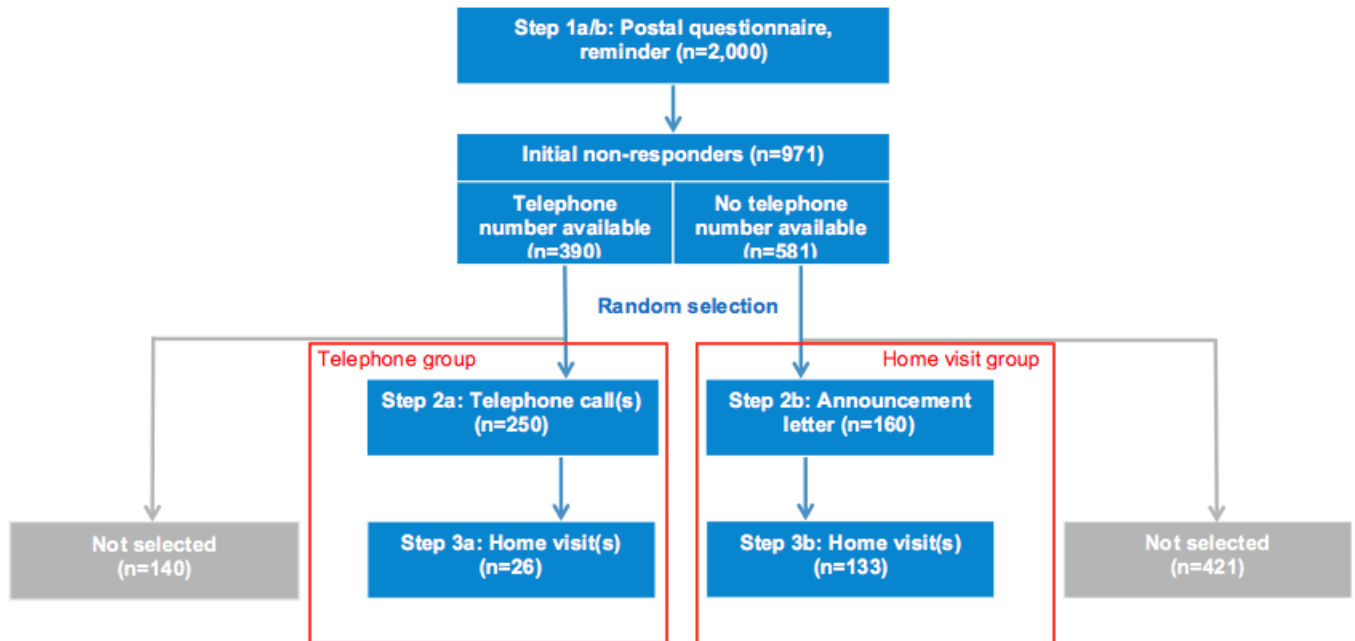 Step 1a/b: Postal questionnaire,
reminder (n=2,000)
Initial non-responders (n=971)
Telephone
number available
(n=390)
No telephone
number available
(n=581)
Random selection
Telephone group
Home visit group
Step 2a: Telephone call(s)
(n=250)
Step 2b: Announcement
letter (n=160)
Not selected
(n=140)
Step 3a: Home visit(s)
(n=26)
Step 3b: Home visit(s)
(n=133)
Not selected
(n=421)